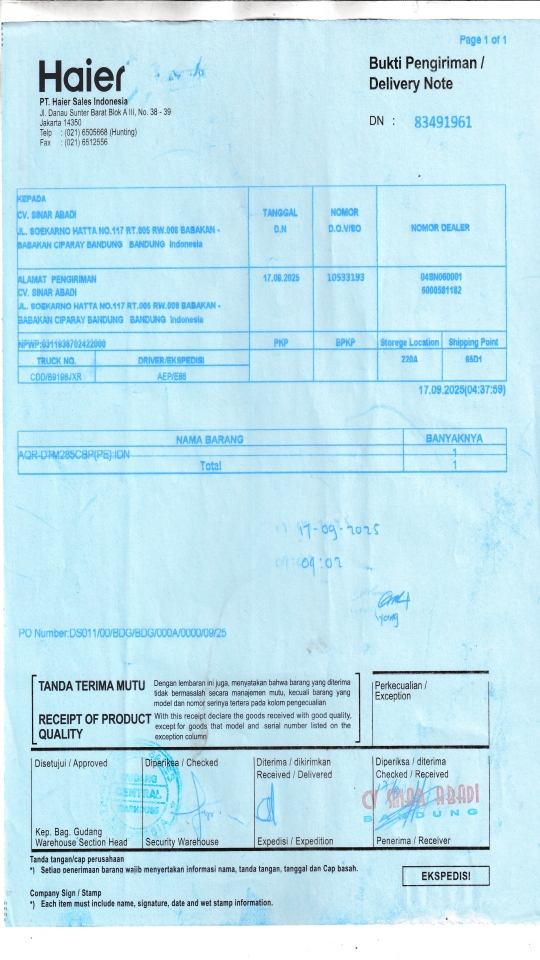 Page 1 of 1
Haier
Bukti Pengiriman /
Delivery Note
PT. Haier Sales Indonesia
Jl. Danau Sunter Barat Blok A III, No. 38 - 39
Jakarta 14350
Telp : (021) 6505668 (Hunting)
Fax : (021) 6512556
DN : 83491961
KEPADA
CV. SINAR ABADI
JL. SOEKARNO HATTA NO.117 RT.005 RW.008 BABAKAN -
BABAKAN CIPARAY BANDUNG BANDUNG Indonesia
TANGGAL
D.N
NOMOR
D.O.V/SO
NOMOR DEALER
ALAMAT PENGIRIMAN
CV. SINAR ABADI
JL. SOEKARNO HATTA NO.117 RT.005 RW.008 BABAKAN -
BABAKAN CIPARAY BANDUNG BANDUNG Indonesia
17.09.2025
10533193
6000581182
PKP
BPKP
Storege Location
Shipping Point
TRUCK NO.
DRIVER/EKSPEDISI
220A
65D1
17.09.2025(04:37:59)
NAMA BARANG
BANYAKNYA
AQR-DTM285CBP(PE):IDN
1
Total
1
17-09-2025
09:02
yong
PO Number:DS011/00/BDG/BDG/000A/0000/09/25
TANDA TERIMA MUTU
Dengan lembaran ini juga, menyatakan bahwa barang yang diterima
tidak bermasalah secara manajemen mutu, kecuali barang yang
model dan nomor serinya tertera pada kolom pengecualian
RECEIPT OF PRODUCT
QUALITY
With this receipt declare the goods received with good quality,
except for goods that model and serial number listed on the
exception column
Perkecualian /
Exception
Disetujui / Approved
Diperiksa / Checked
Diterima / dikirimkan
Received / Delivered
Diperiksa / diterima
Checked / Received
CENTRAL
WAREHOUSE
SINAR ABADI
BANDUNG
Kep. Bag. Gudang
Warehouse Section Head
Security Warehouse
Expedisi / Expedition
Penerima / Receiver
Tanda tangan/cap perusahaan
*) Setiap penerimaan barang wajib menyertakan informasi nama, tanda tangan, tanggal dan Cap basah.
EKSPEDISI
Company Sign / Stamp
*) Each item must include name, signature, date and wet stamp information.